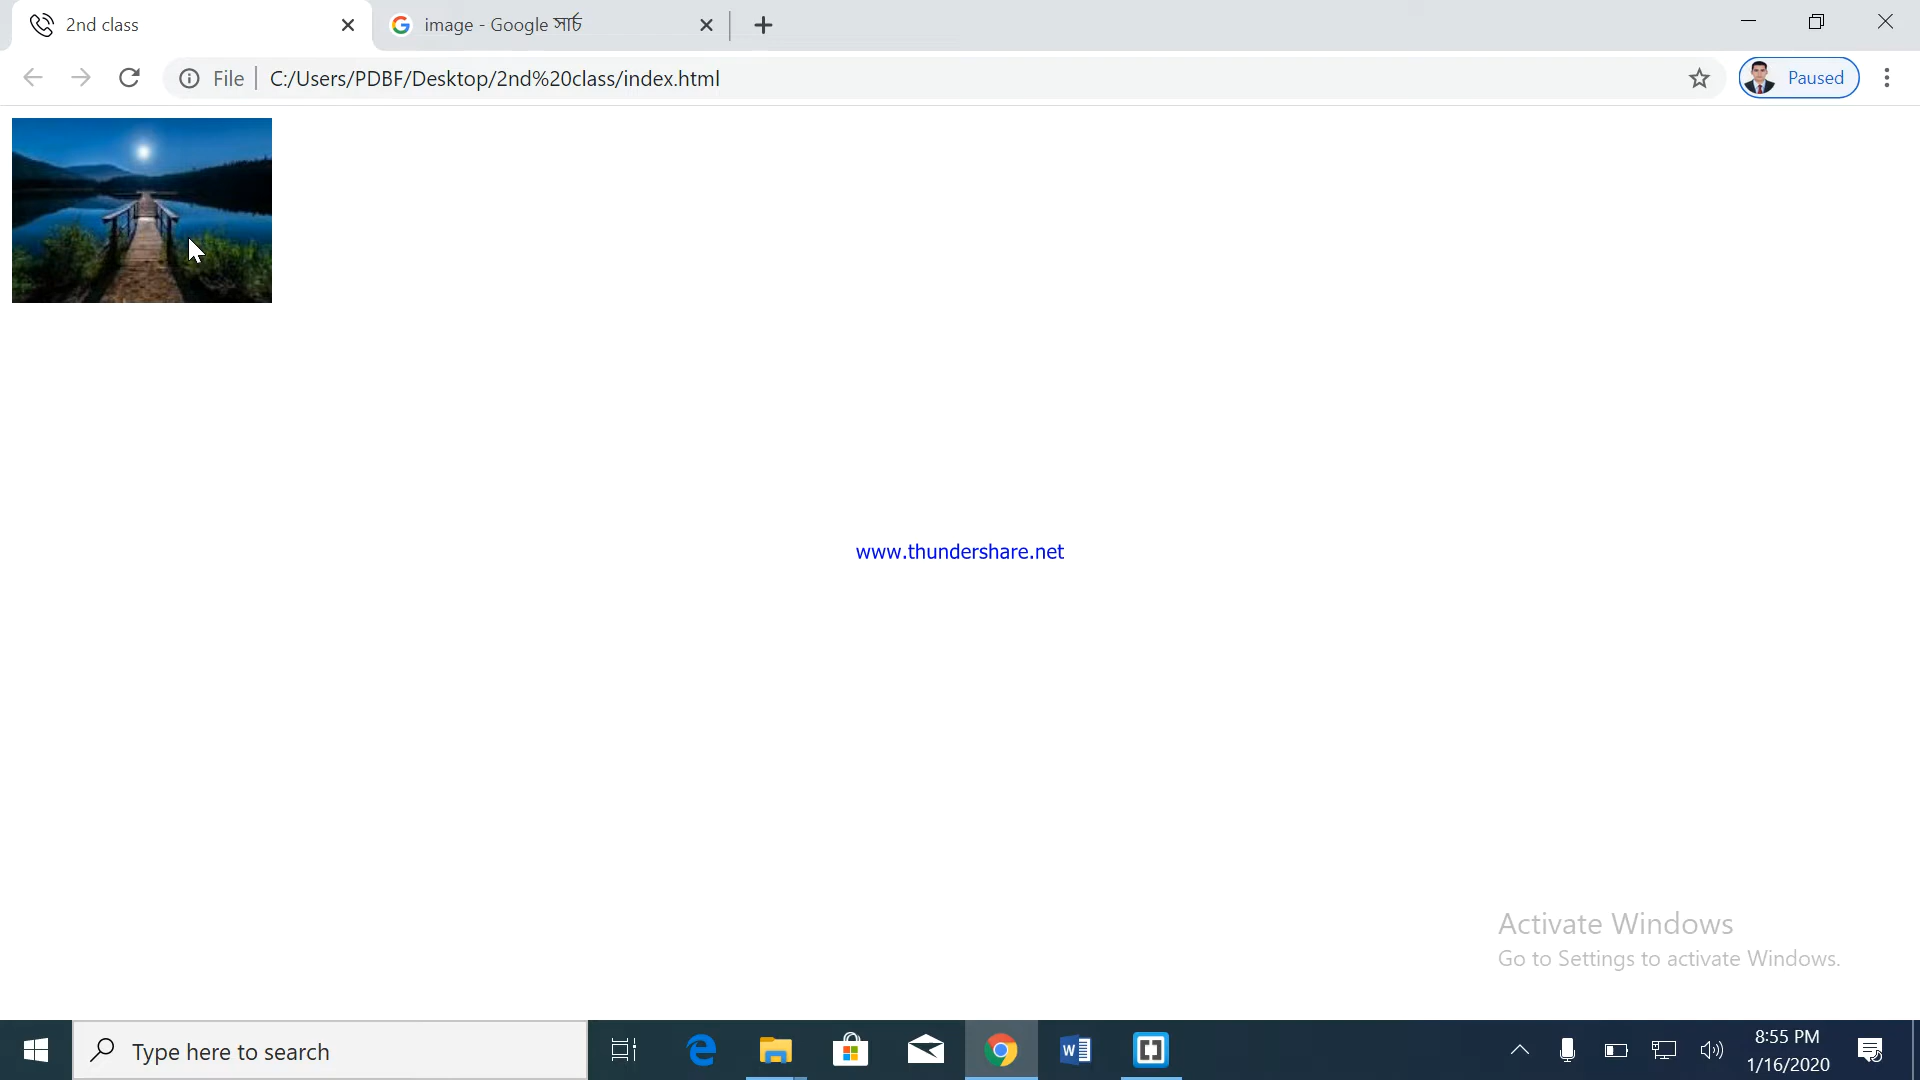 2nd class
image - Google সার্চ
File
C:/Users/PDBF/Desktop/2nd%20class/index.html
Paused
www.thundershare.net
Activate Windows
Go to Settings to activate Windows.
Type here to search
8:55 PM
1/16/2020